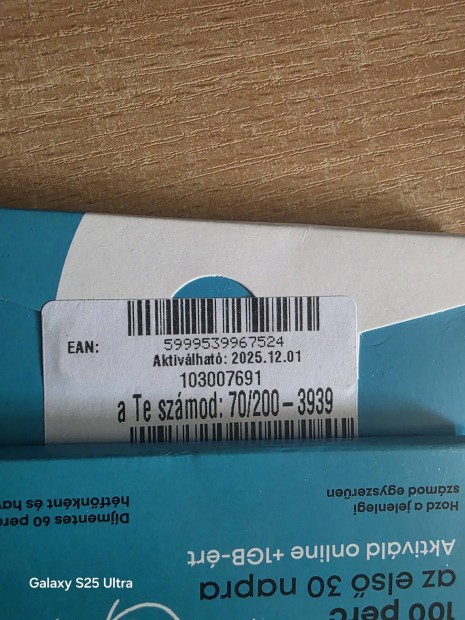 EAN:
5999539967524
Aktiválható: 2025.12.01
103007691
a Te számod: 70/200-3939
Díjmentes 60 perc
hétfőnként és hav
Hozd a jelenlegi
számod egyszerűen
Aktiváld online +1GB-ért
100 perc
az első 30 napra
Galaxy S25 Ultra